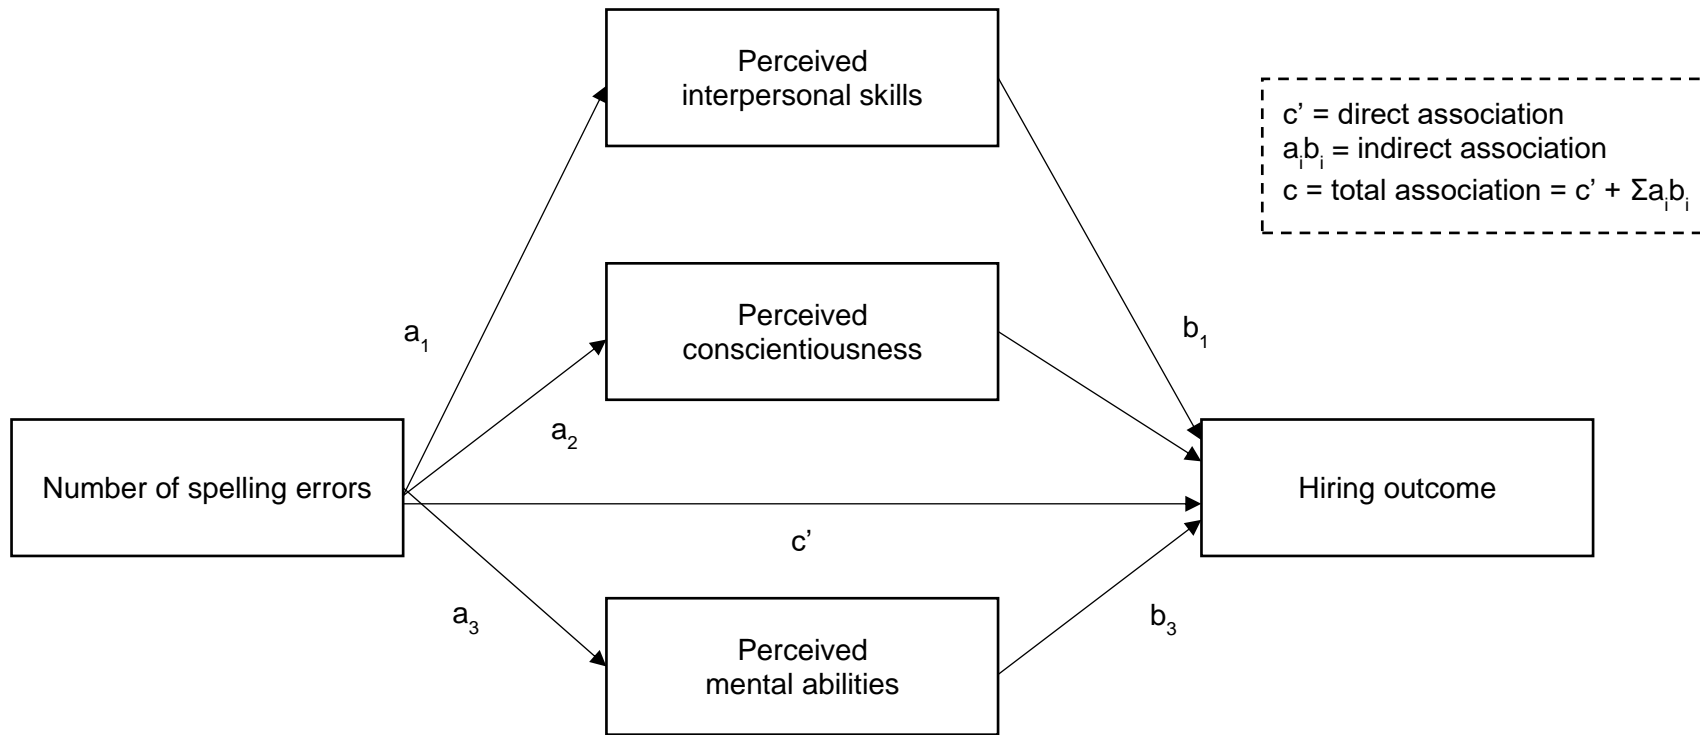 Perceived
interpersonal skills
c’ = direct association
aᵢbᵢ = indirect association
c = total association = c’ + Σaᵢbᵢ
a₁
b₁
Perceived
conscientiousness
a₂
Number of spelling errors
Hiring outcome
c’
a₃
b₃
Perceived
mental abilities